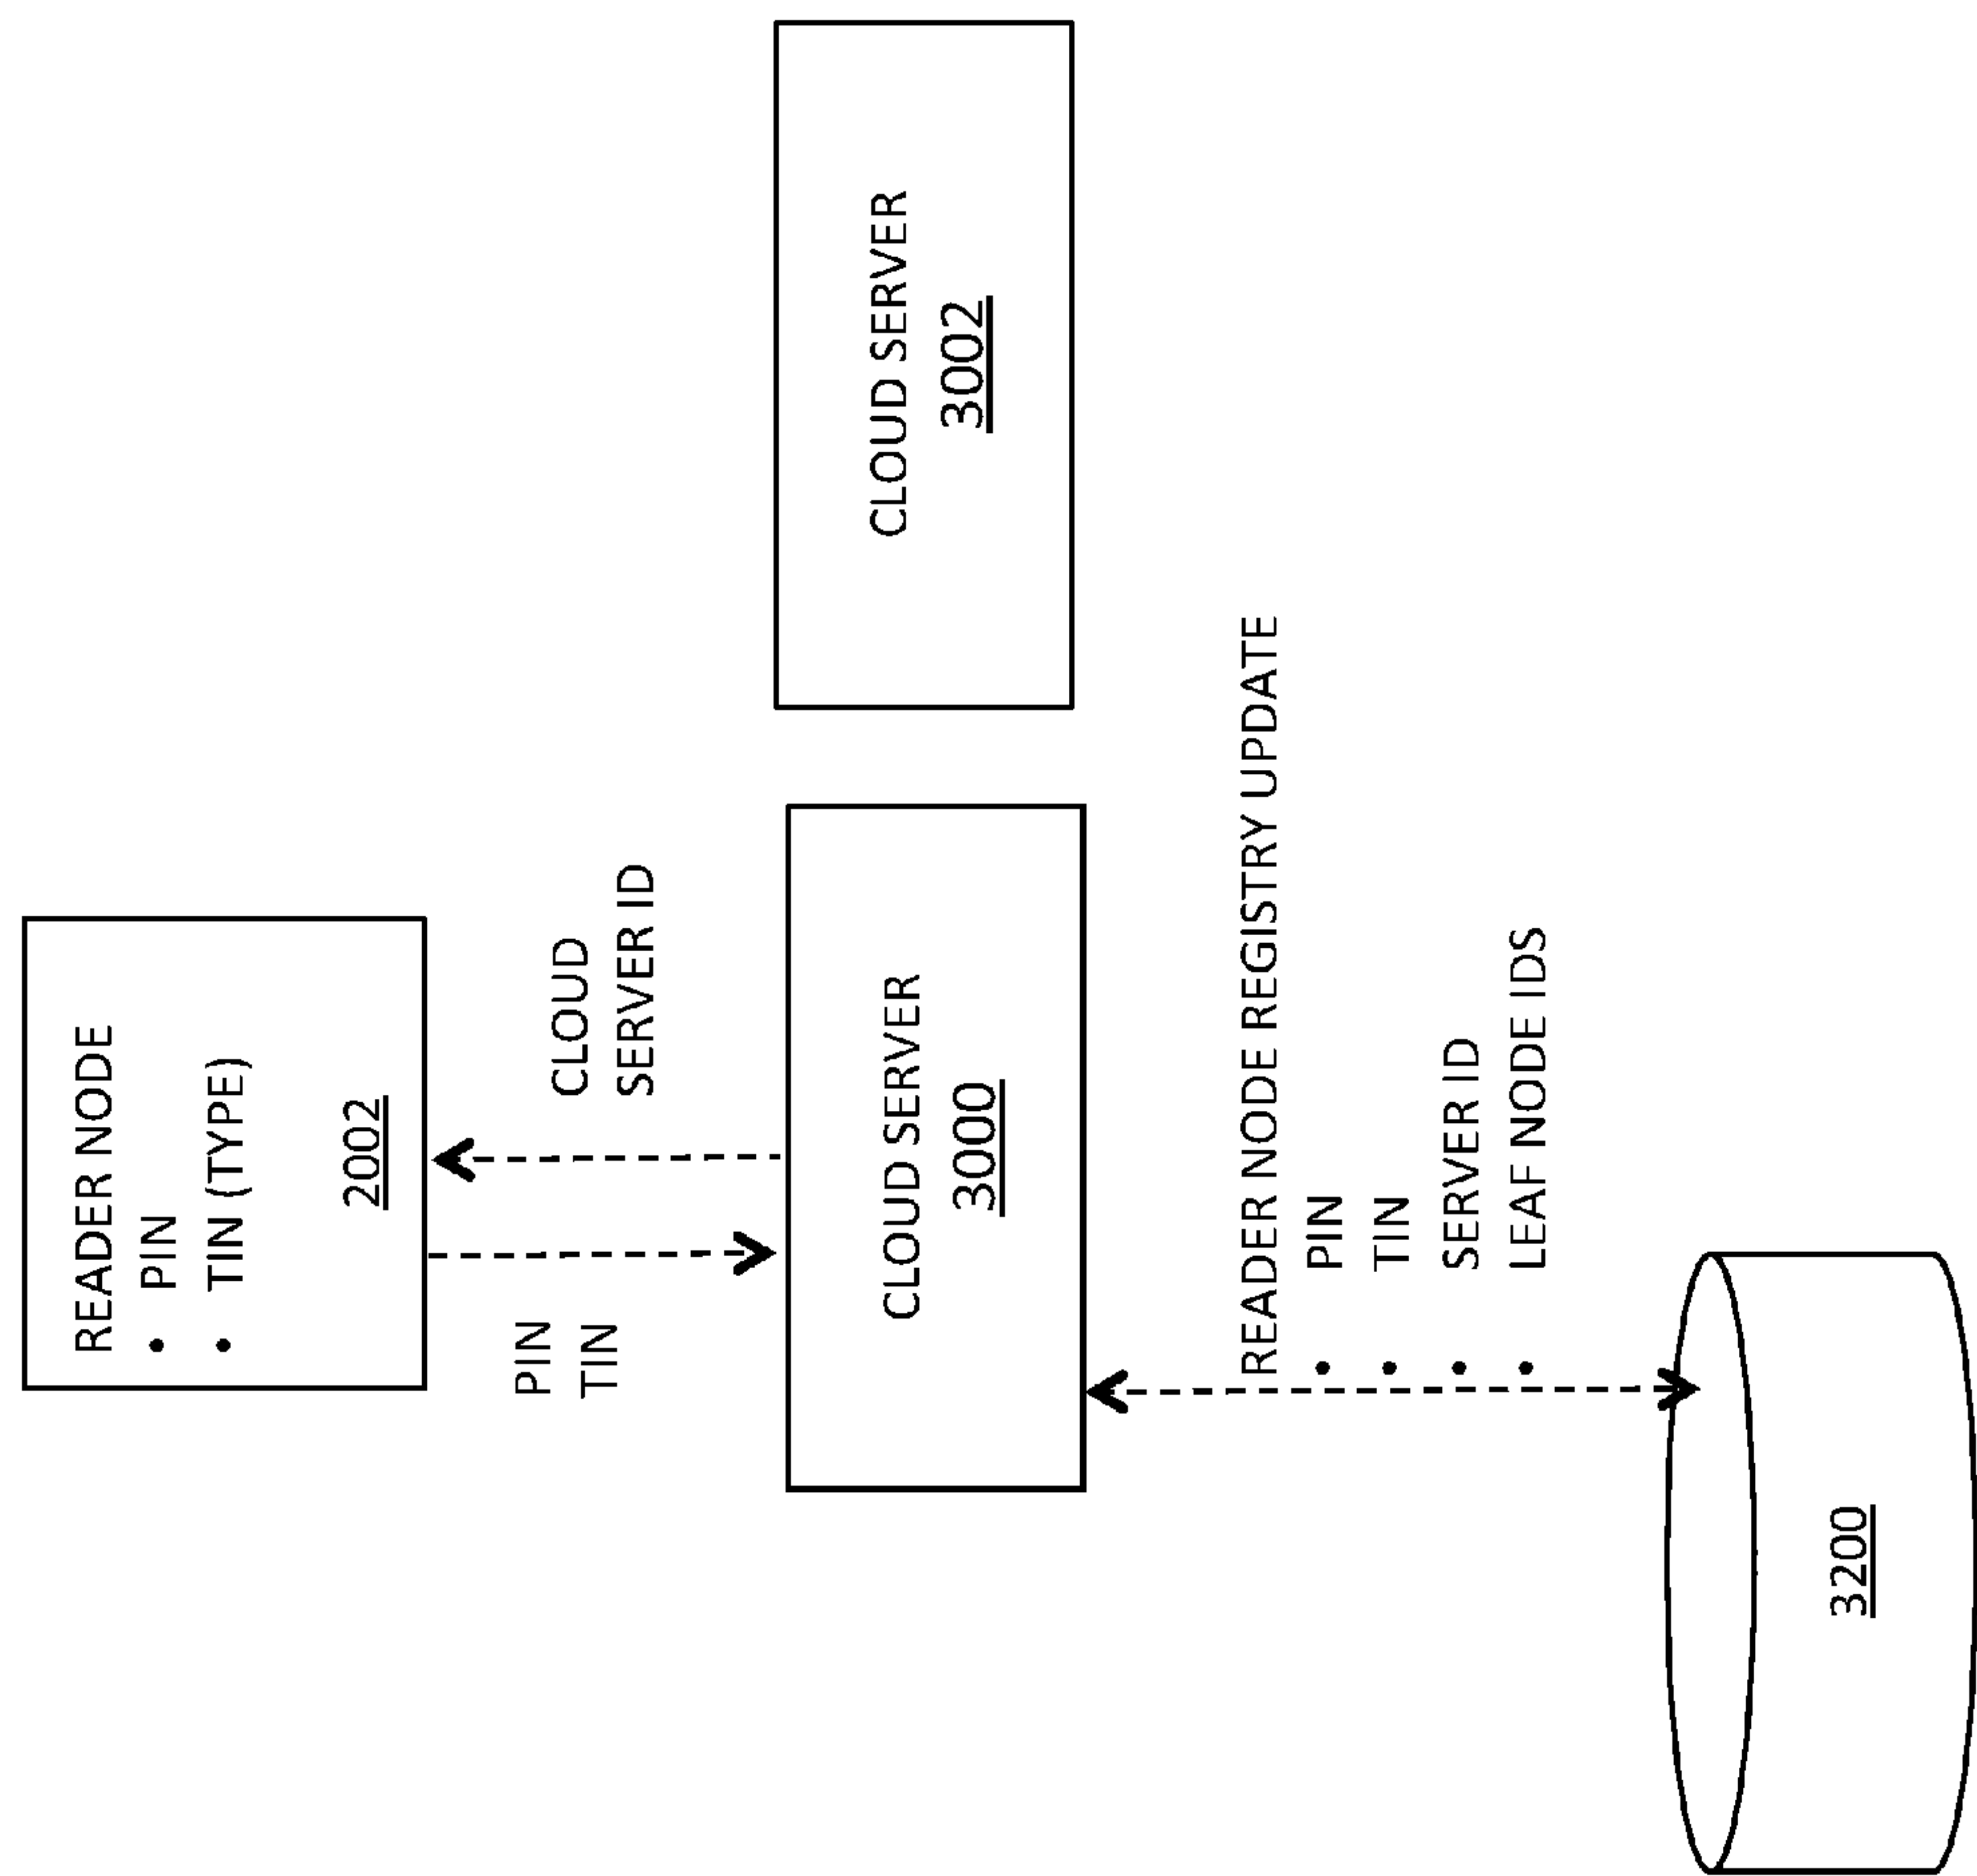 READER NODE
• PIN
• TIN (TYPE)
2002
PIN
TIN
CLOUD
SERVER ID
CLOUD SERVER
3000
CLOUD SERVER
3002
READER NODE REGISTRY UPDATE
• PIN
• TIN
• SERVER ID
• LEAF NODE IDS
3200